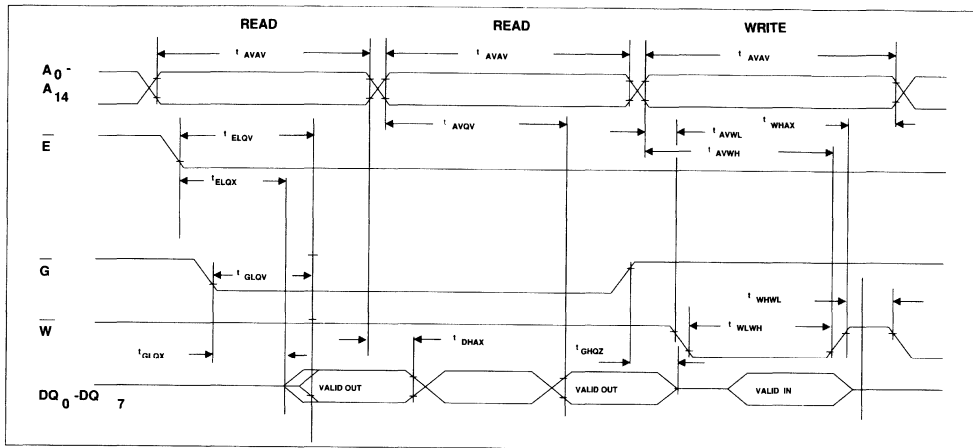 READ READ WRITE
t AVAV t AVAV t AVAV
A 0 -
A 14
t AVQV t AVWL t WHAX
t AVWH
E t ELQV
t ELQX
G t GLQV
t WHWL
W t WLWH
t GLQX t DHAX t GHQZ
DQ 0 -DQ 7 VALID OUT VALID OUT VALID IN